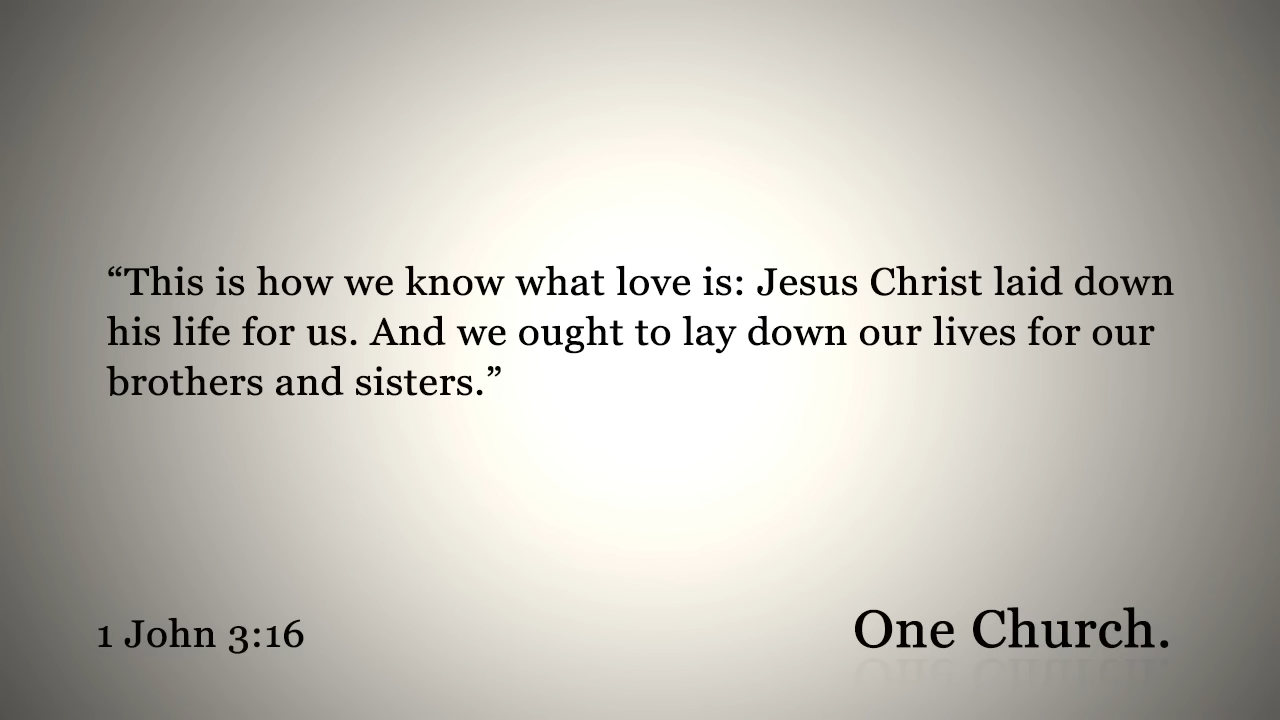 “This is how we know what love is: Jesus Christ laid down
his life for us. And we ought to lay down our lives for our
brothers and sisters.”
1 John 3:16
One Church.